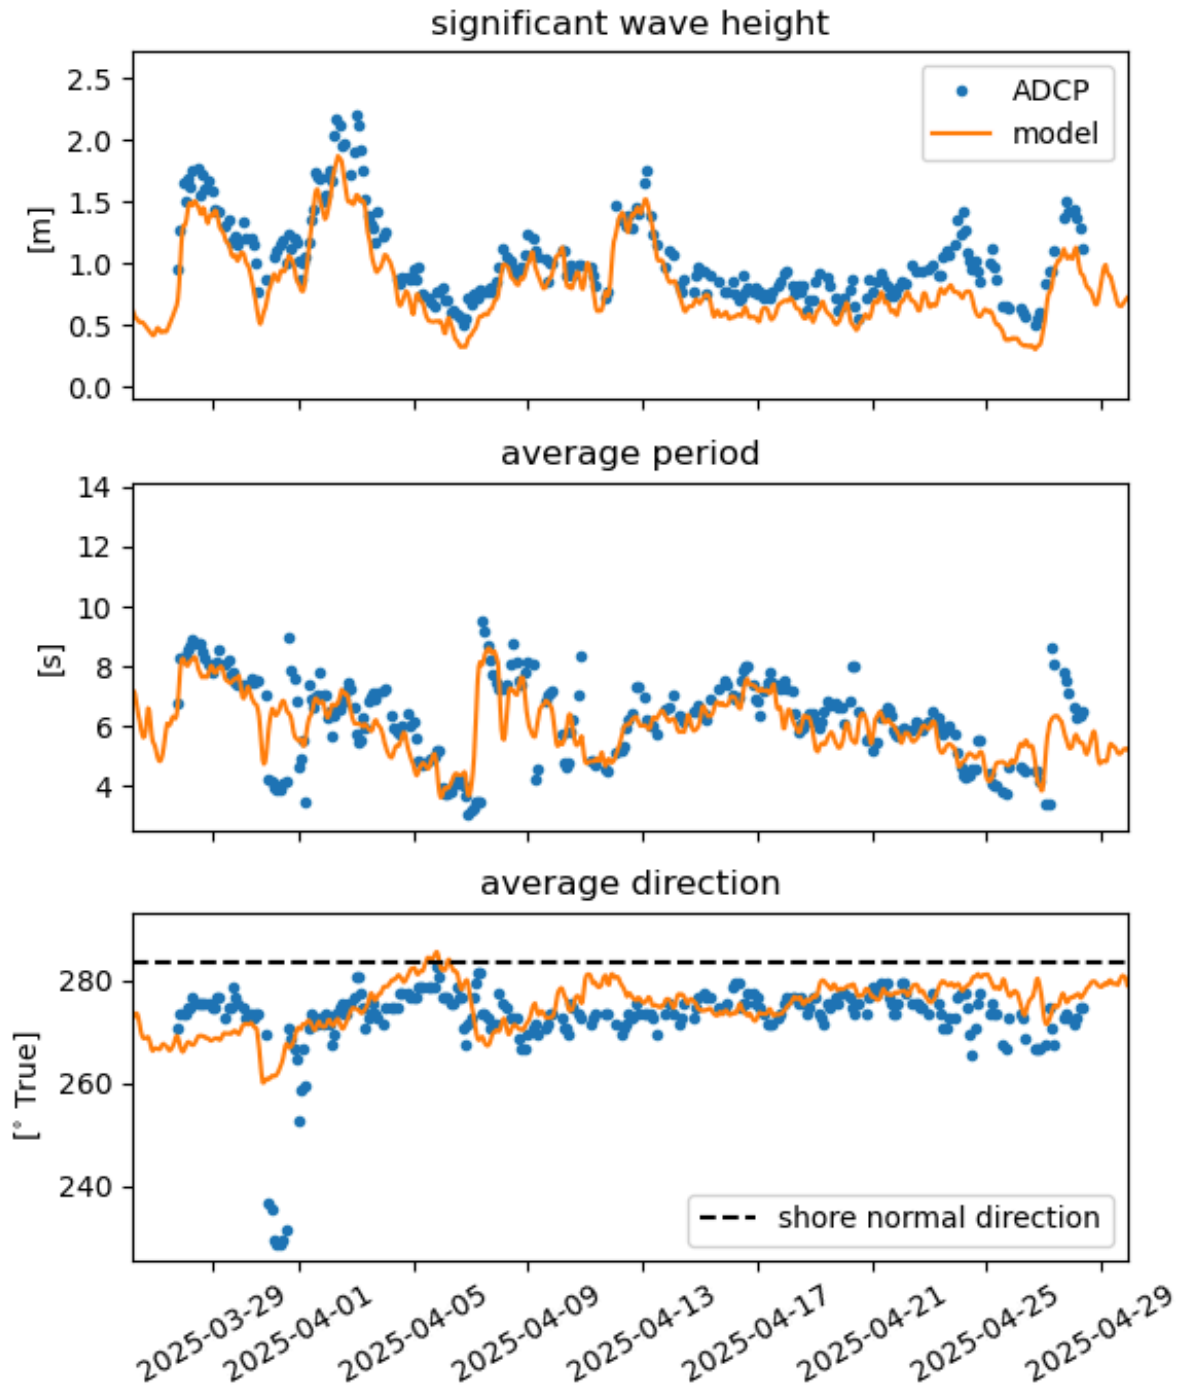 significant wave height
2.5
2.0
1.5
1.0
0.5
0.0
[m]
ADCP
model
average period
14
12
10
8
6
4
[s]
average direction
280
260
240
[° True]
shore normal direction
2025-03-29
2025-04-01
2025-04-05
2025-04-09
2025-04-13
2025-04-17
2025-04-21
2025-04-25
2025-04-29